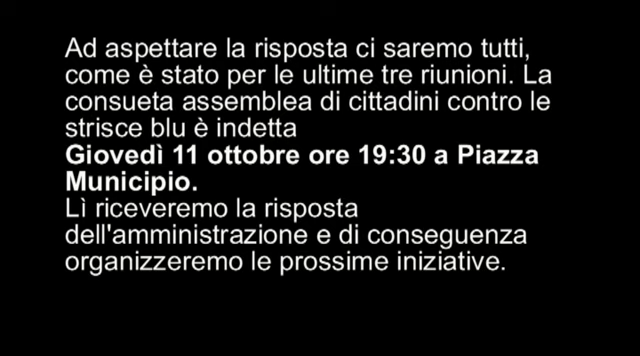 Ad aspettare la risposta ci saremo tutti,
come è stato per le ultime tre riunioni. La
consueta assemblea di cittadini contro le
strisce blu è indetta
Giovedì 11 ottobre ore 19:30 a Piazza
Municipio.
Lì riceveremo la risposta
dell'amministrazione e di conseguenza
organizzeremo le prossime iniziative.